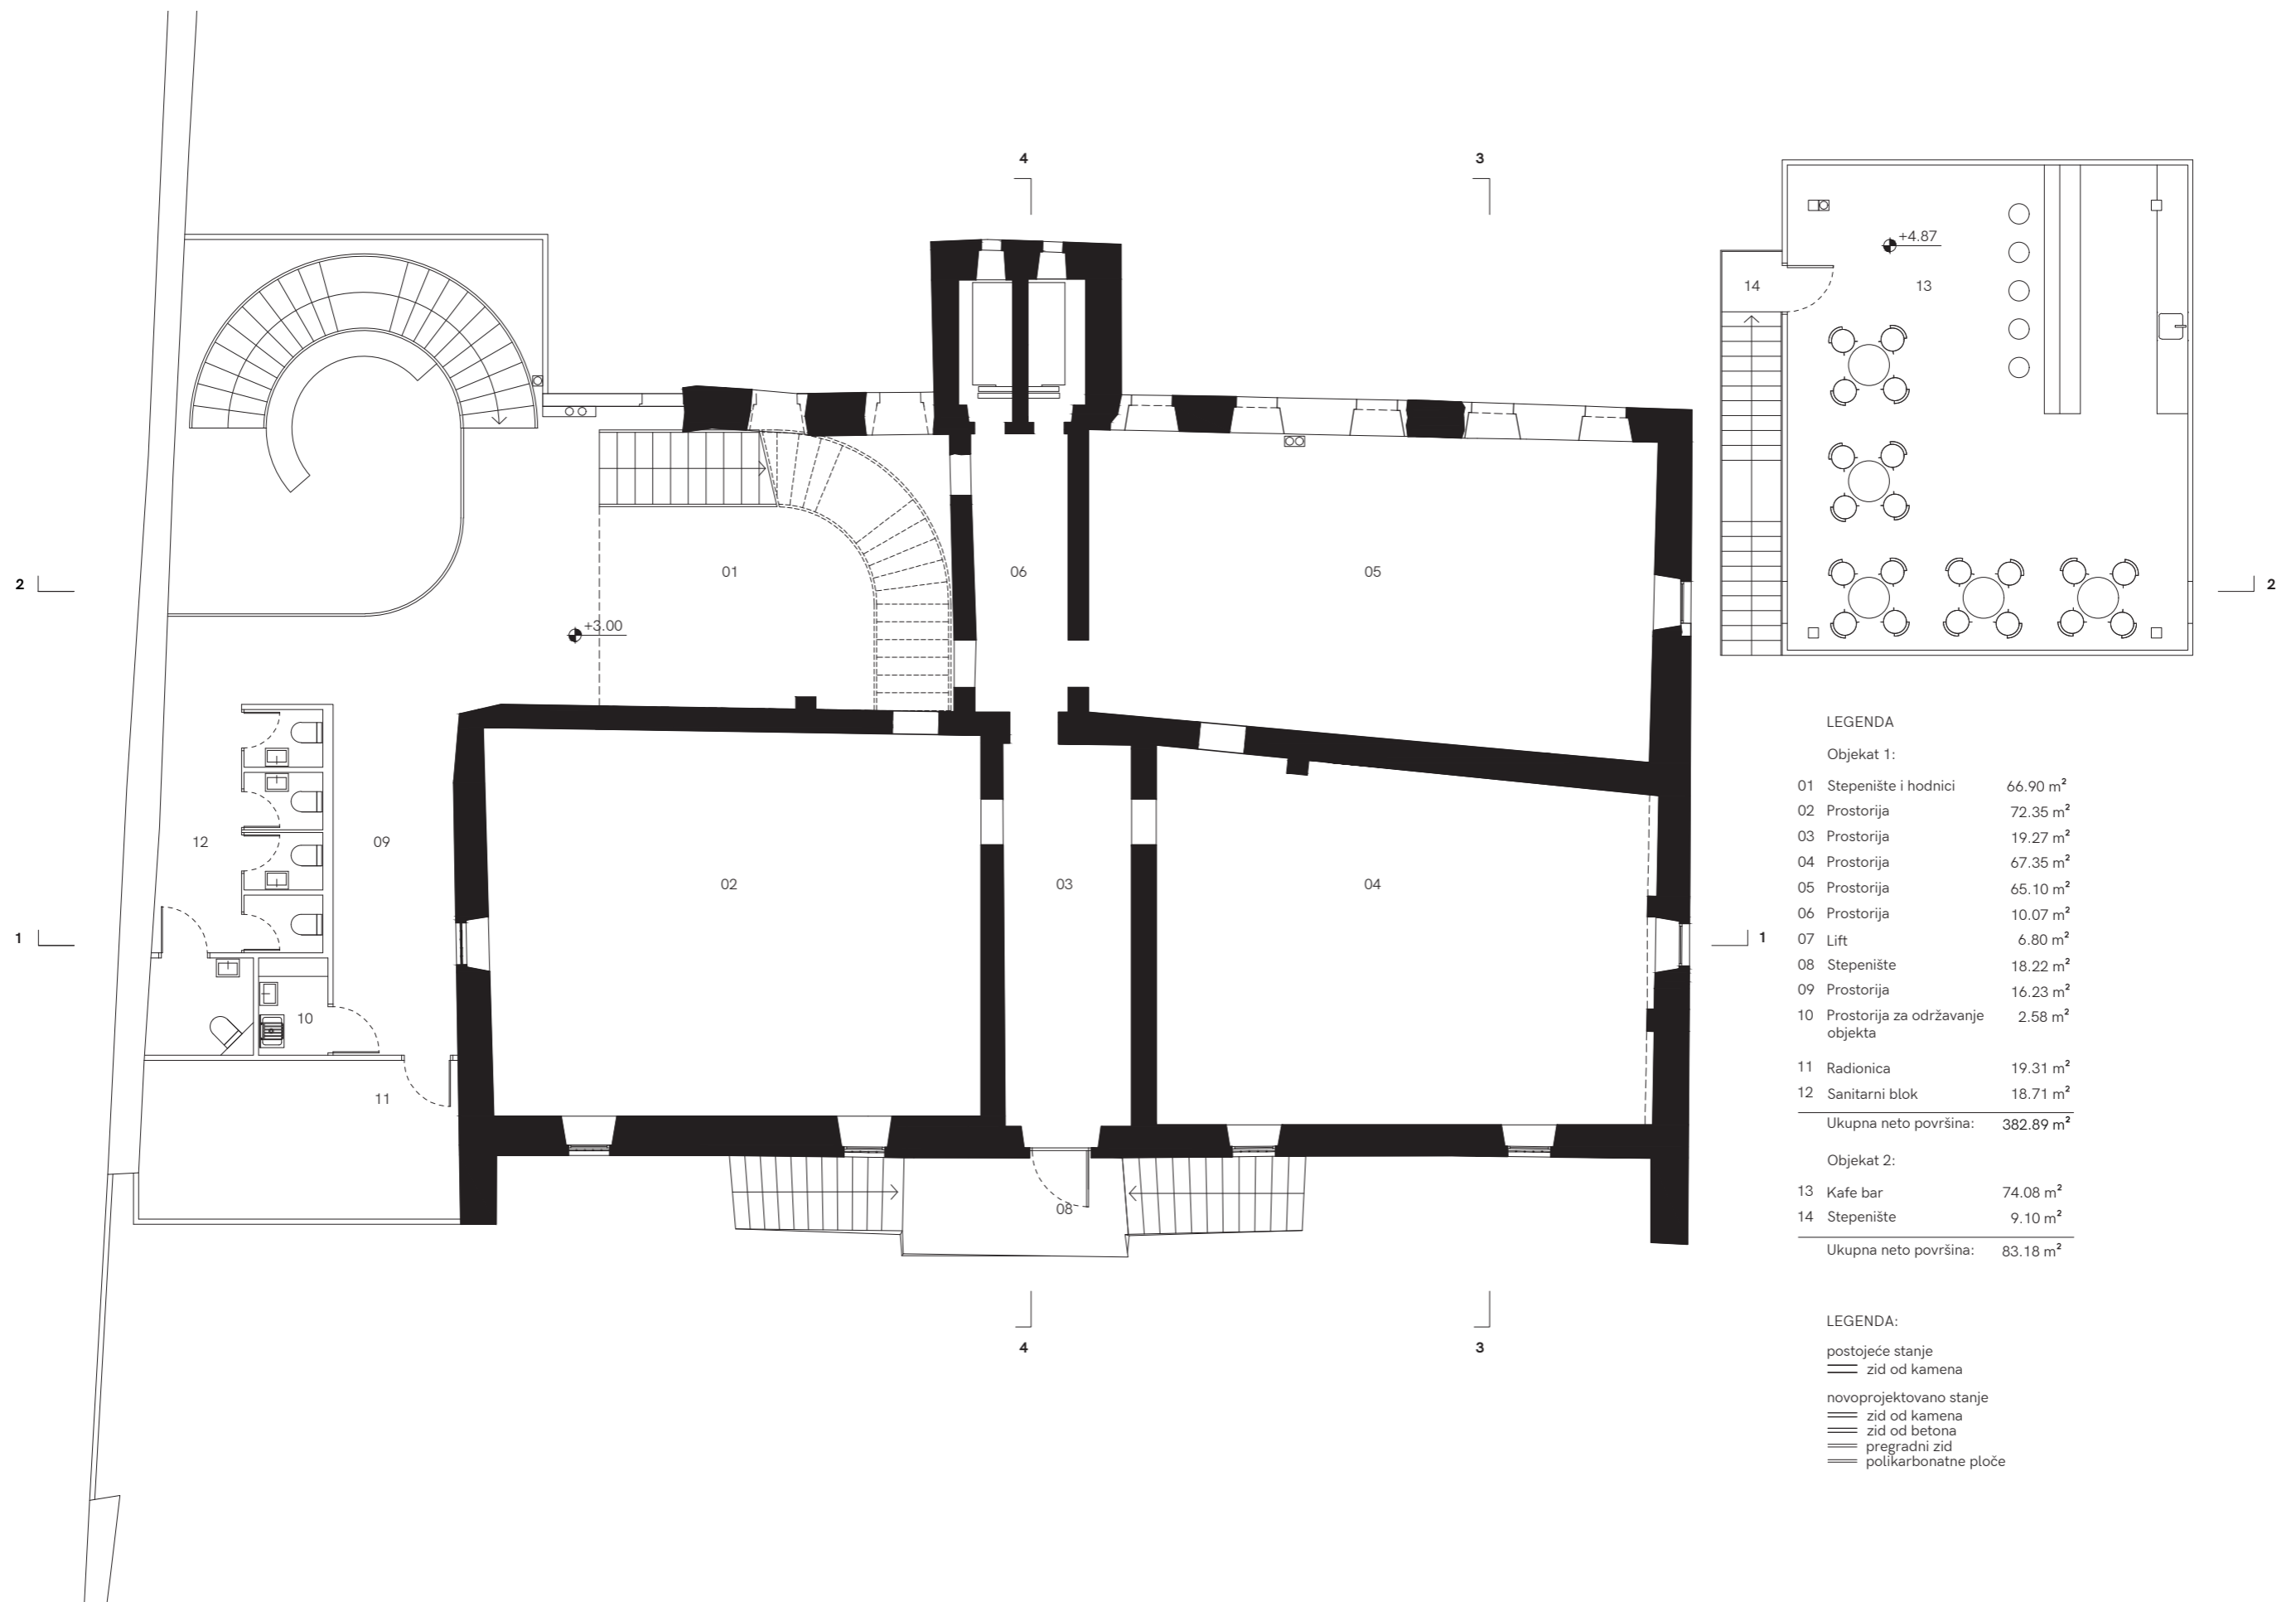 4
3
+4.87
14
13
01
06
05
2
2
+3.00
12
09
02
03
04
1
1
10
11
08
4
3
LEGENDA
Objekat 1:
01 Stepenište i hodnici 66.90 m²
02 Prostorija 72.35 m²
03 Prostorija 19.27 m²
04 Prostorija 67.35 m²
05 Prostorija 65.10 m²
06 Prostorija 10.07 m²
07 Lift 6.80 m²
08 Stepenište 18.22 m²
09 Prostorija 16.23 m²
10 Prostorija za održavanje 2.58 m²
objekta
11 Radionica 19.31 m²
12 Sanitarni blok 18.71 m²
Ukupna neto površina: 382.89 m²
Objekat 2:
13 Kafe bar 74.08 m²
14 Stepenište 9.10 m²
Ukupna neto površina: 83.18 m²
LEGENDA:
postojeće stanje
zid od kamena
novoprojektovano stanje
zid od kamena
zid od betona
pregradni zid
polikarbonatne ploče